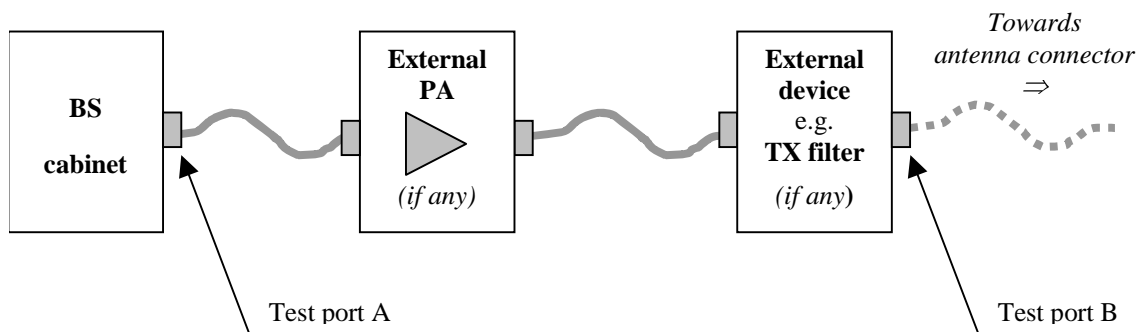 BS
cabinet
External
PA
(if any)
External
device
e.g.
TX filter
(if any)
Towards
antenna connector
⇒
Test port A
Test port B